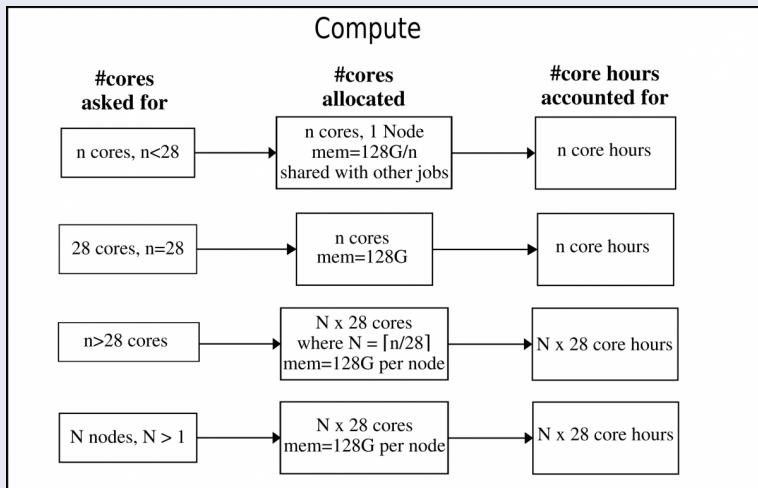 Compute
#cores
asked for
#cores
allocated
#core hours
accounted for
n cores, n<28
n cores, 1 Node
mem=128G/n
shared with other jobs
n core hours
28 cores, n=28
n cores
mem=128G
n core hours
n>28 cores
N x 28 cores
where N = ⌈n/28⌉
mem=128G per node
N x 28 core hours
N nodes, N > 1
N x 28 cores
mem=128G per node
N x 28 core hours